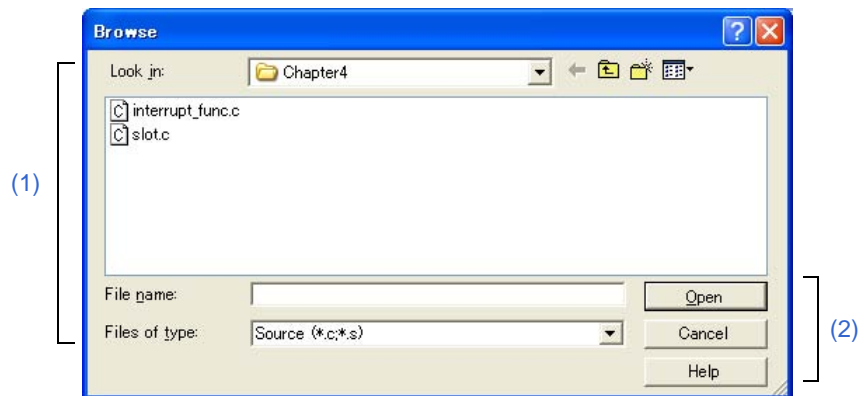 Browse
Look in: Chapter4
interrupt_func.c
slot.c
(1)
File name: Open
Files of type: Source (*.c;*.s) Cancel
(2)
Help